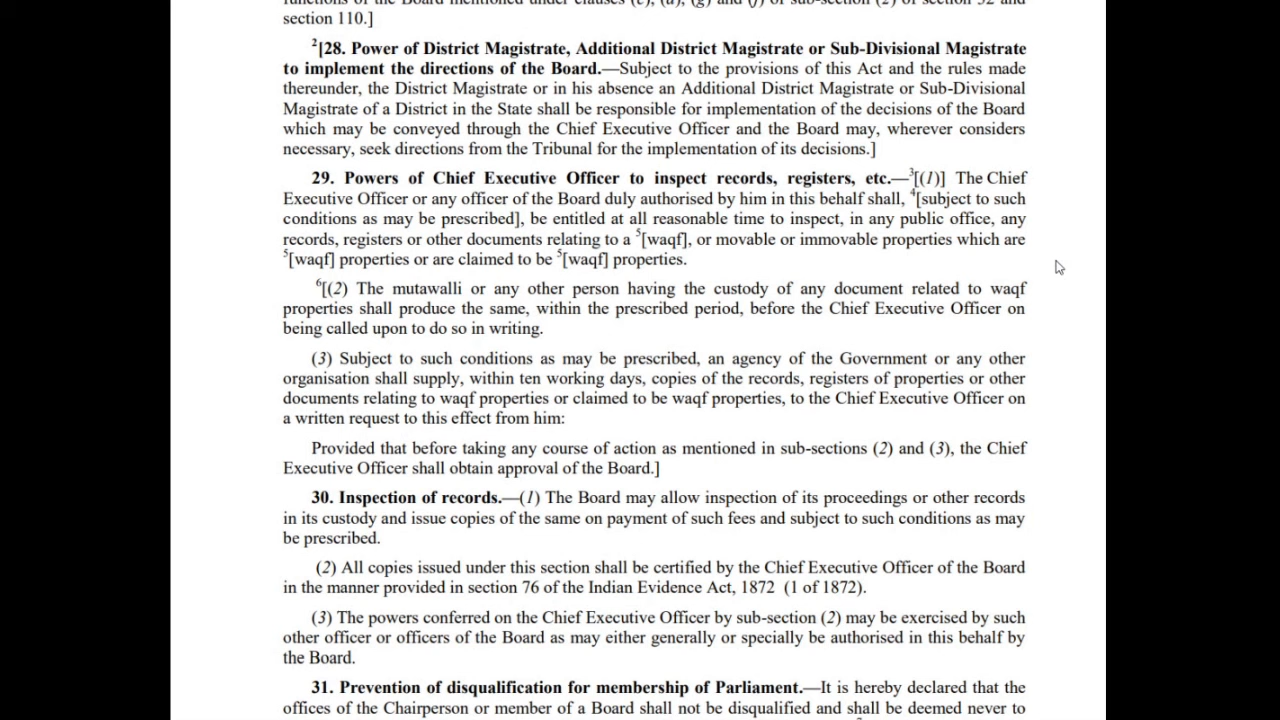 functions of the Board mentioned under clauses (c), (d), (g) and (j) of sub-section (2) of section 32 and
section 110.]
2[28. Power of District Magistrate, Additional District Magistrate or Sub-Divisional Magistrate
to implement the directions of the Board.—Subject to the provisions of this Act and the rules made
thereunder, the District Magistrate or in his absence an Additional District Magistrate or Sub-Divisional
Magistrate of a District in the State shall be responsible for implementation of the decisions of the Board
which may be conveyed through the Chief Executive Officer and the Board may, wherever considers
necessary, seek directions from the Tribunal for the implementation of its decisions.]
29. Powers of Chief Executive Officer to inspect records, registers, etc.—3[(1)] The Chief
Executive Officer or any officer of the Board duly authorised by him in this behalf shall, 4[subject to such
conditions as may be prescribed], be entitled at all reasonable time to inspect, in any public office, any
records, registers or other documents relating to a 5[waqf], or movable or immovable properties which are
5[waqf] properties or are claimed to be 5[waqf] properties.
6[(2) The mutawalli or any other person having the custody of any document related to waqf
properties shall produce the same, within the prescribed period, before the Chief Executive Officer on
being called upon to do so in writing.
(3) Subject to such conditions as may be prescribed, an agency of the Government or any other
organisation shall supply, within ten working days, copies of the records, registers of properties or other
documents relating to waqf properties or claimed to be waqf properties, to the Chief Executive Officer on
a written request to this effect from him:
Provided that before taking any course of action as mentioned in sub-sections (2) and (3), the Chief
Executive Officer shall obtain approval of the Board.]
30. Inspection of records.—(1) The Board may allow inspection of its proceedings or other records
in its custody and issue copies of the same on payment of such fees and subject to such conditions as may
be prescribed.
(2) All copies issued under this section shall be certified by the Chief Executive Officer of the Board
in the manner provided in section 76 of the Indian Evidence Act, 1872 (1 of 1872).
(3) The powers conferred on the Chief Executive Officer by sub-section (2) may be exercised by such
other officer or officers of the Board as may either generally or specially be authorised in this behalf by
the Board.
31. Prevention of disqualification for membership of Parliament.—It is hereby declared that the
offices of the Chairperson or member of a Board shall not be disqualified and shall be deemed never to